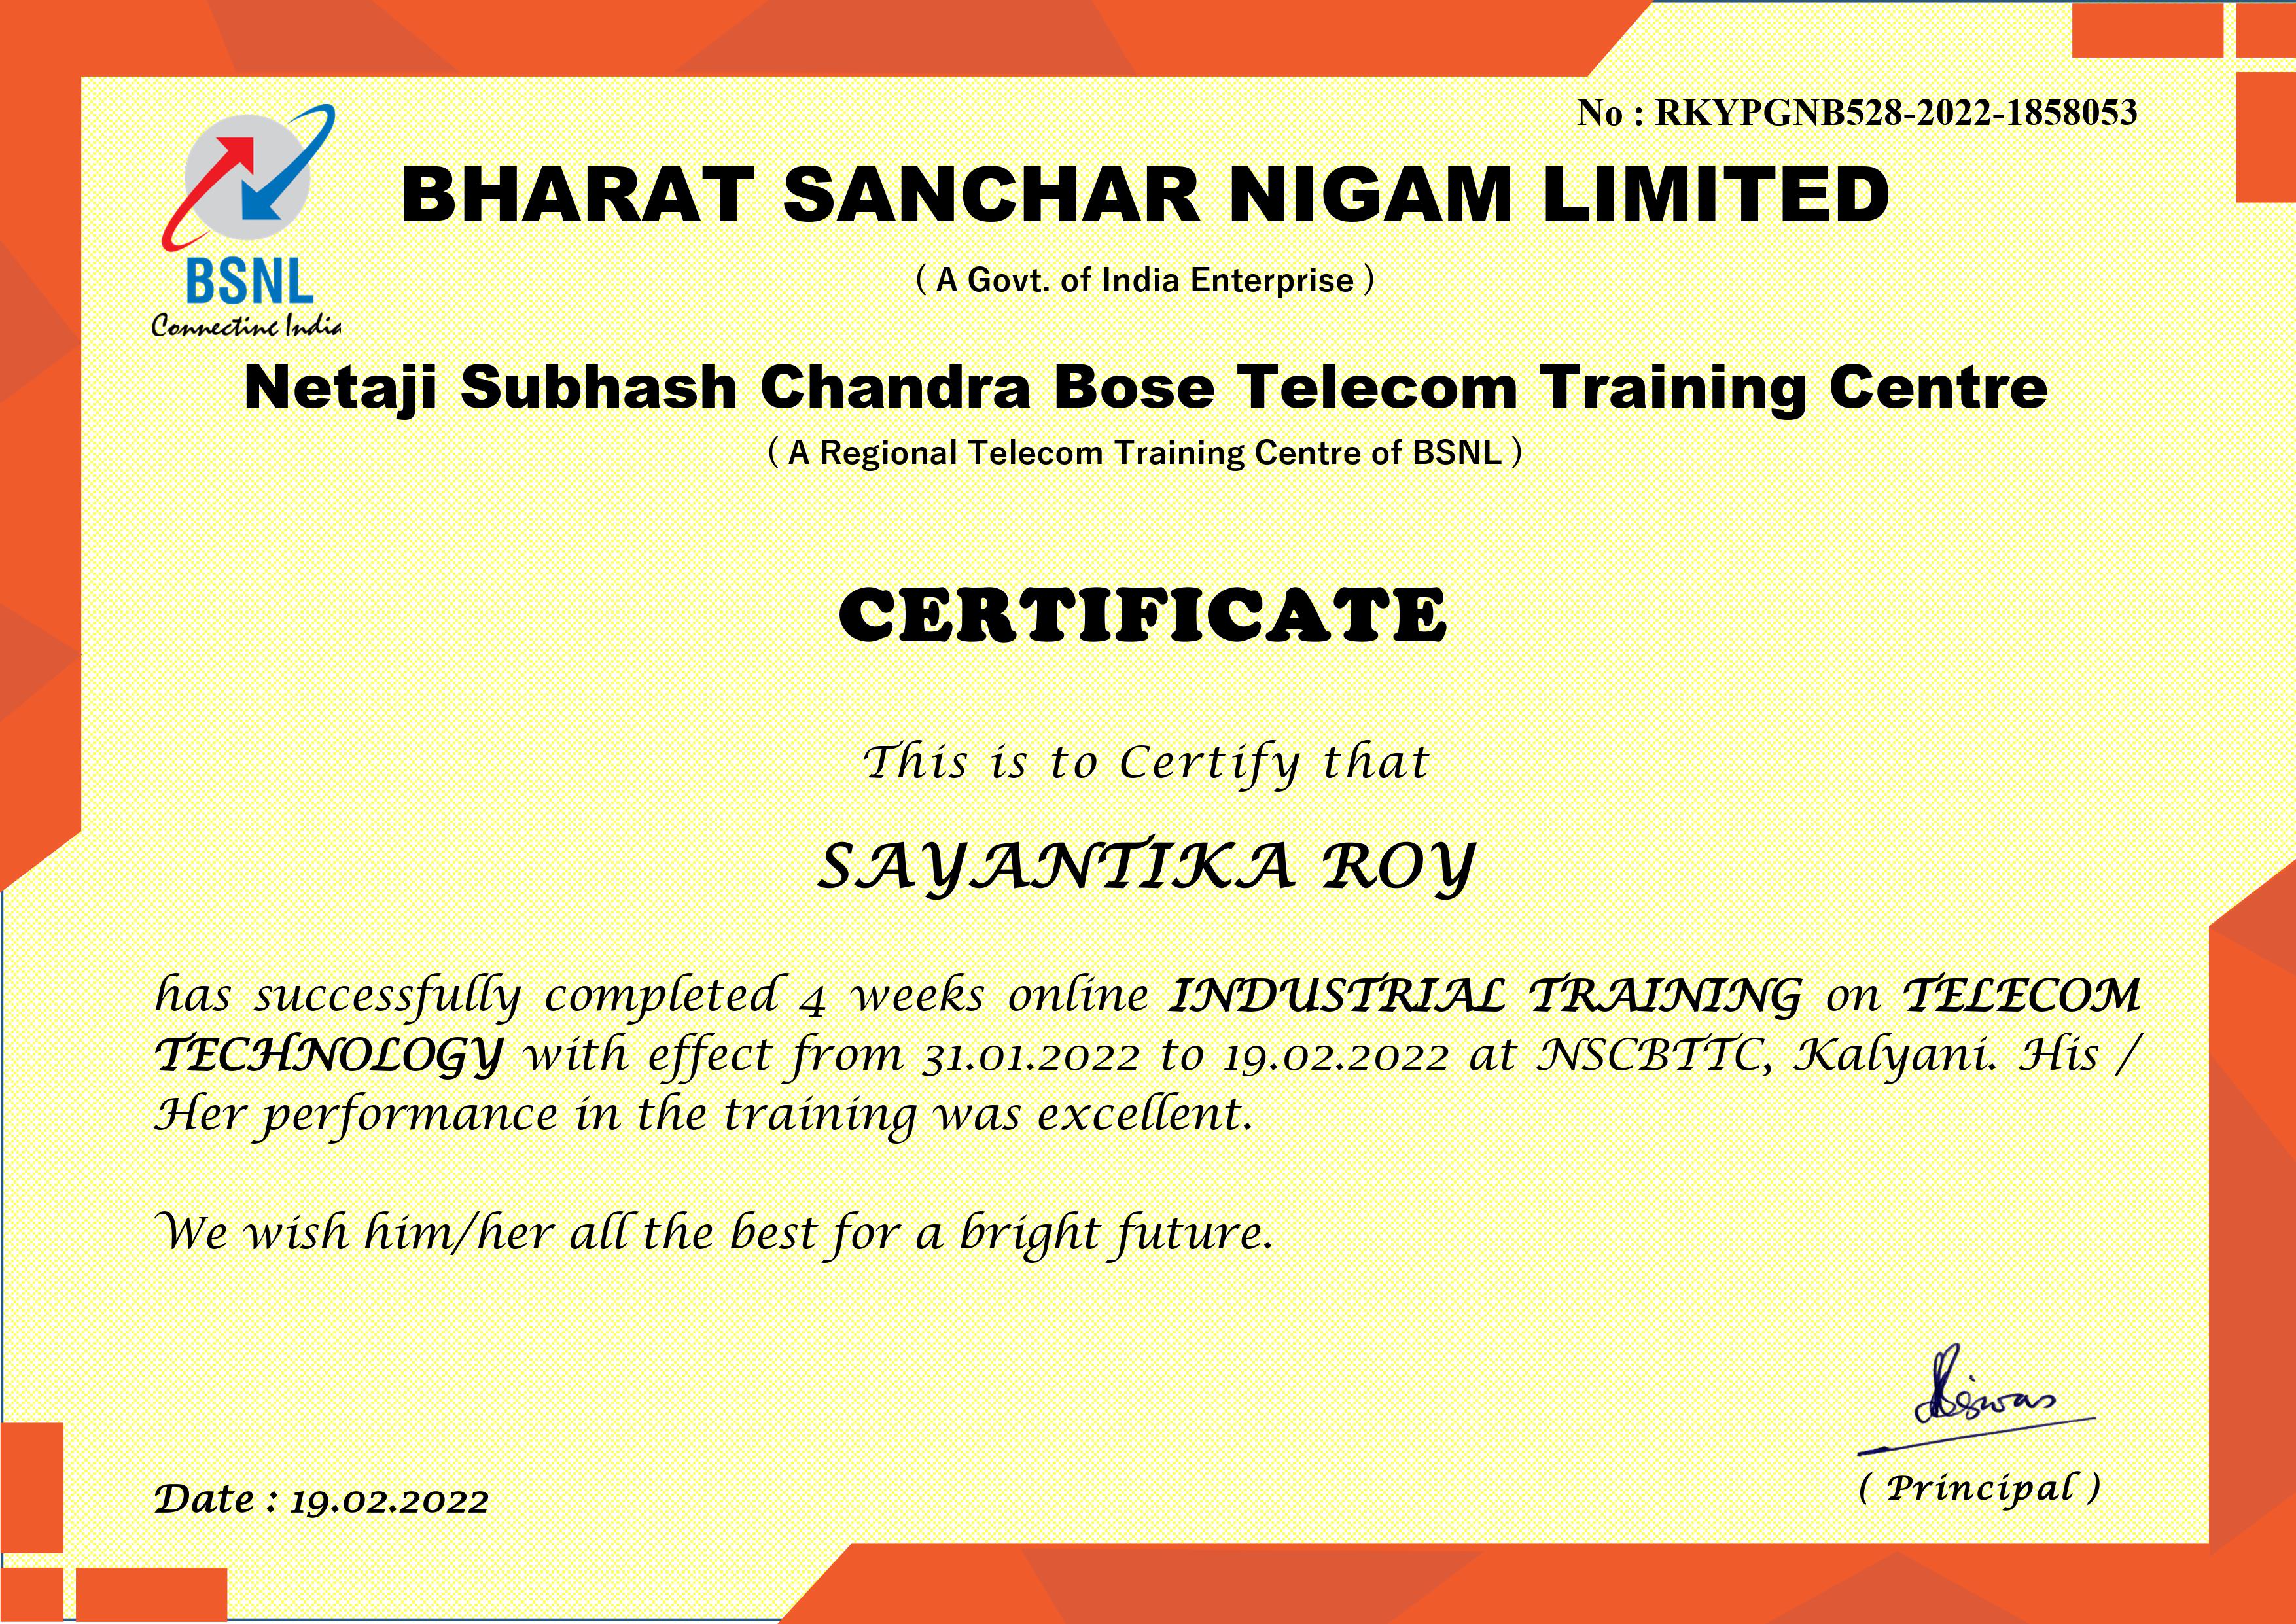 No : RKYPGNB528-2022-1858053
BHARAT SANCHAR NIGAM LIMITED
BSNL
Connecting India
( A Govt. of India Enterprise )
Netaji Subhash Chandra Bose Telecom Training Centre
( A Regional Telecom Training Centre of BSNL )
CERTIFICATE
This is to Certify that
SAYANTIKA ROY
has successfully completed 4 weeks online INDUSTRIAL TRAINING on TELECOM
TECHNOLOGY with effect from 31.01.2022 to 19.02.2022 at NSCBTTC, Kalyani. His /
Her performance in the training was excellent.
We wish him/her all the best for a bright future.
Biswas
( Principal )
Date : 19.02.2022